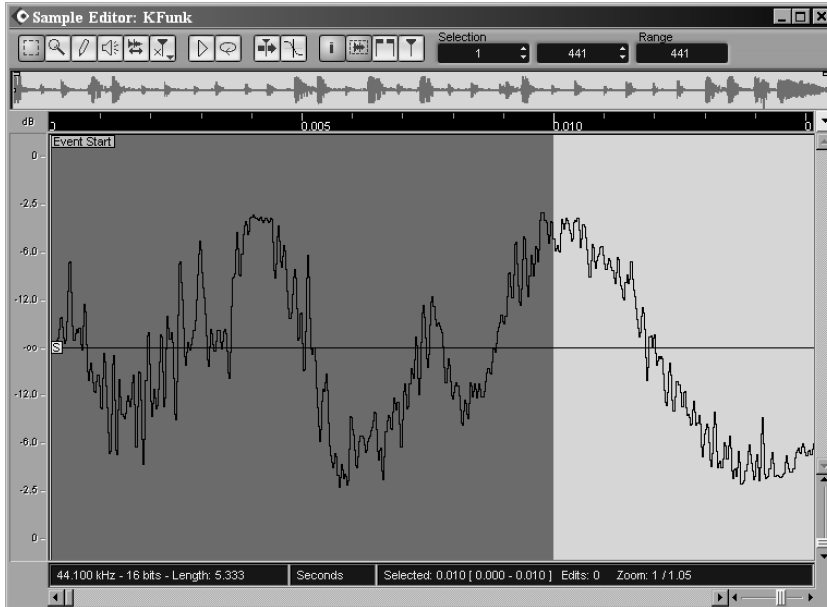 Sample Editor: KFunk
Selection
Range
1
441
441
i
dB
0.005
0.010
0
Event Start
0
-2.5
-6.0
-12.0
-∞
S
-12.0
-6.0
-2.5
0
44.100 kHz - 16 bits - Length: 5.333
Seconds
Selected: 0.010 [ 0.000 - 0.010 ]
Edits: 0
Zoom: 1 / 1.05